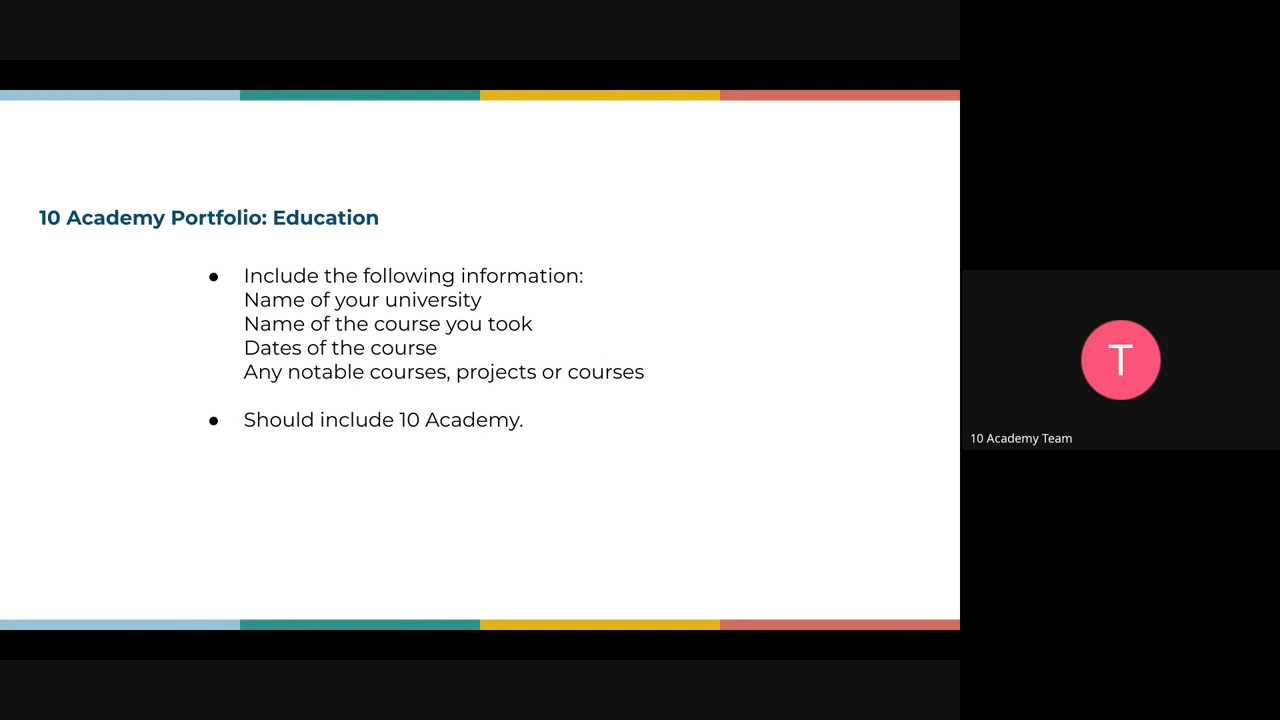 10 Academy Portfolio: Education
● Include the following information:
Name of your university
Name of the course you took
Dates of the course
Any notable courses, projects or courses
● Should include 10 Academy.
T
10 Academy Team